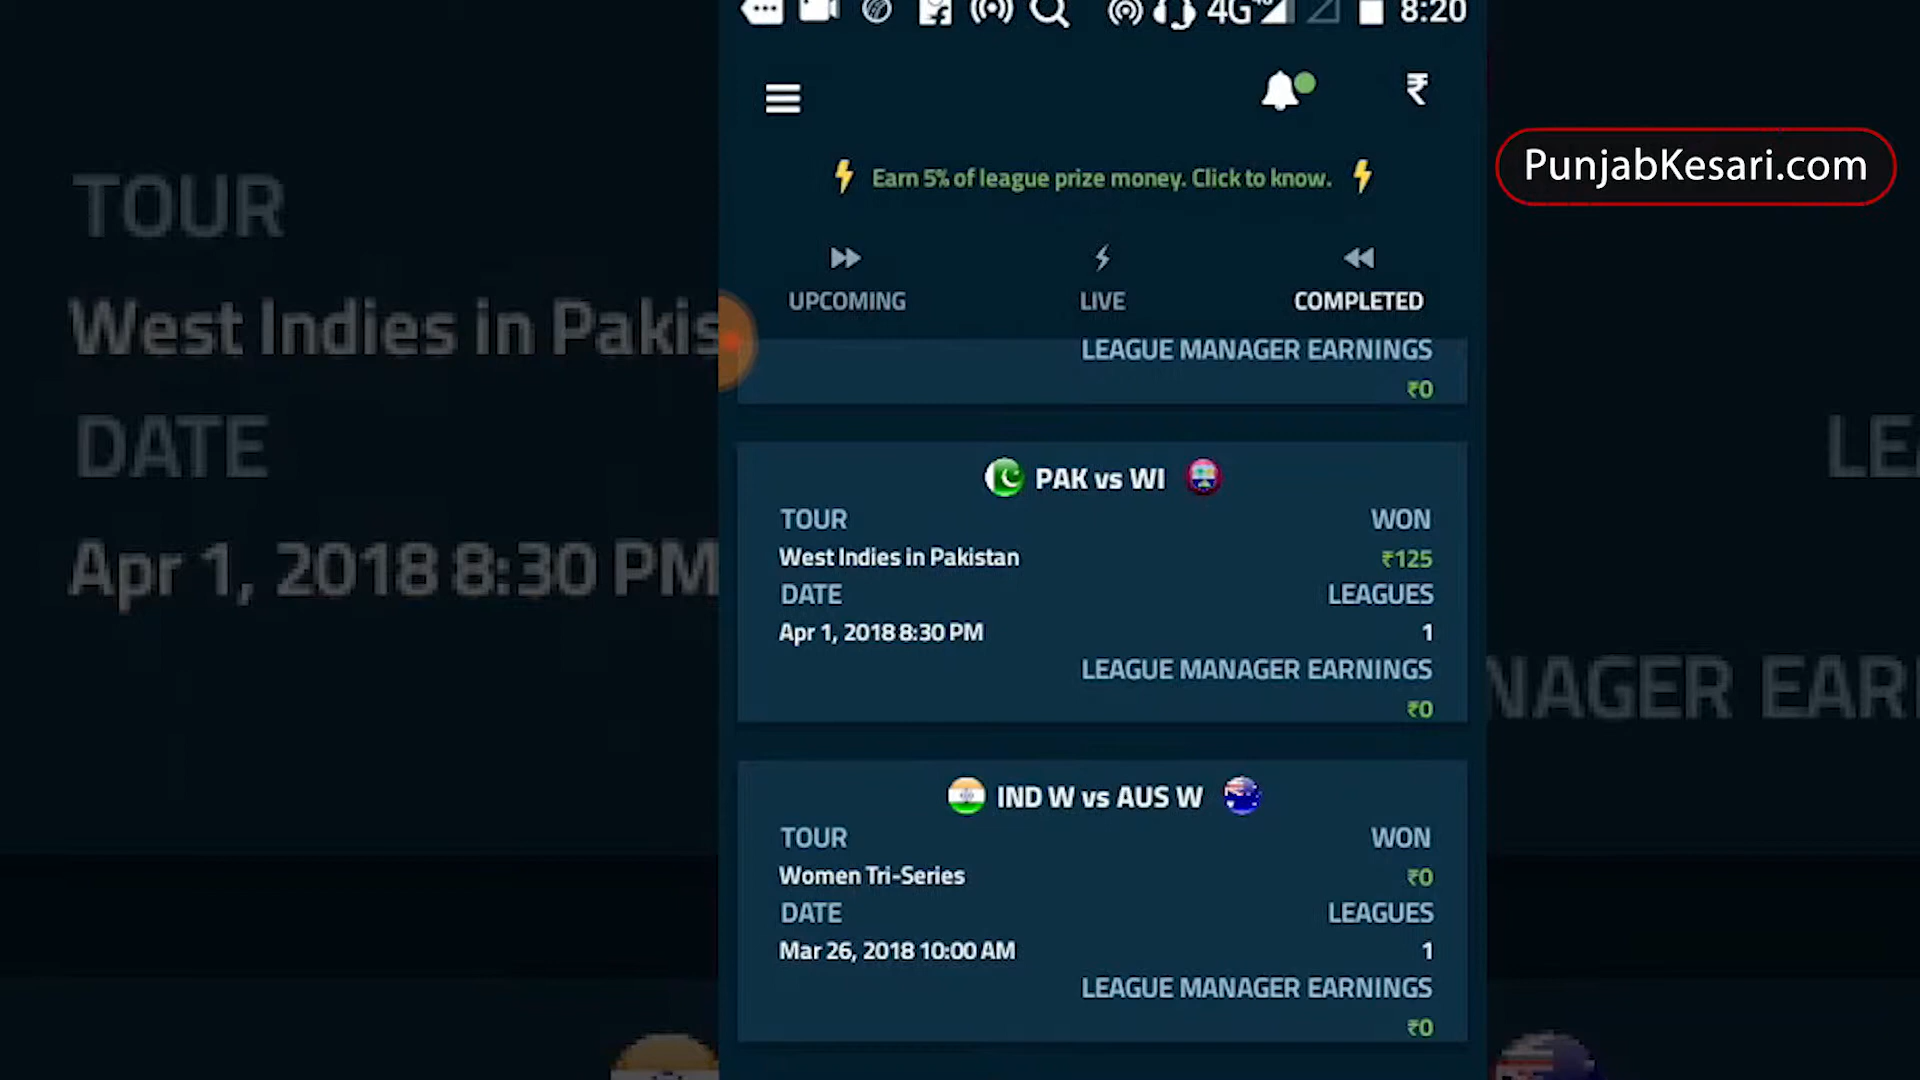 4G 8:20
₹
PunjabKesari.com
Earn 5% of league prize money. Click to know.
UPCOMING LIVE COMPLETED
LEAGUE MANAGER EARNINGS
₹0
PAK vs WI
TOUR WON
West Indies in Pakistan ₹125
DATE LEAGUES
Apr 1, 2018 8:30 PM 1
LEAGUE MANAGER EARNINGS
₹0
IND W vs AUS W
TOUR WON
Women Tri-Series ₹0
DATE LEAGUES
Mar 26, 2018 10:00 AM 1
LEAGUE MANAGER EARNINGS
₹0
TOUR
West Indies in Pakis
DATE
Apr 1, 2018 8:30 PM
LEA
NAGER EAR